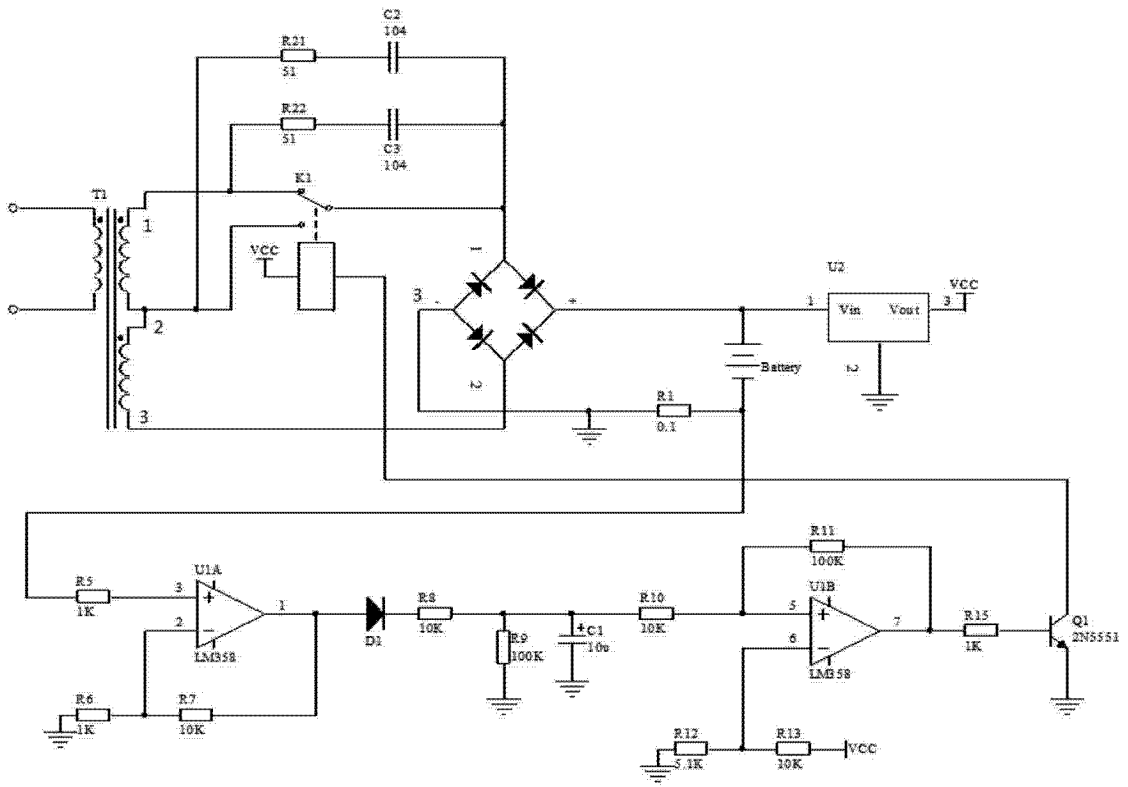 C2
104
R21
51
R22
51
C3
104
K1
T1
1
VCC
1
U2
VCC
3
-
+
1
Vin
Vout
3
2
2
Battery
2
R1
0.1
3
R11
100K
U1A
U1B
R5
1K
3
+
2
-
1
LM358
D1
R8
10K
R9
100K
+
C1
10u
R10
10K
5
+
6
-
7
LM358
R15
1K
Q1
2N5551
R6
1K
R7
10K
R12
5.1K
R13
10K
VCC